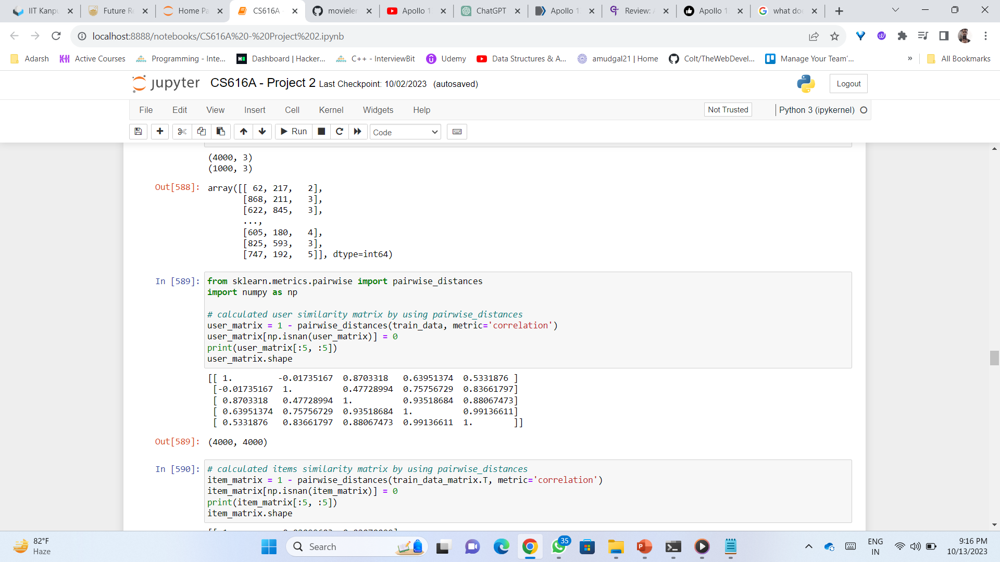 IIT Kanpu
Future Re
Home Pa
CS616A -
movielen
Apollo 1
ChatGPT
Apollo 1
Review: A
Apollo 1
what doe
localhost:8888/notebooks/CS616A%20-%20Project%202.ipynb
Adarsh
Active Courses
Programming - Inte...
Dashboard | Hacker...
C++ - InterviewBit
Udemy
Data Structures & A...
amudgal21 | Home
Colt/TheWebDevel...
Manage Your Team'...
»
All Bookmarks
jupyter CS616A - Project 2 Last Checkpoint: 10/02/2023 (autosaved)
Logout
File Edit View Insert Cell Kernel Widgets Help
Not Trusted
Python 3 (ipykernel)
Run
Code
(4000, 3)
(1000, 3)
Out[588]: array([[ 62, 217,   2],
       [868, 211,   3],
       [622, 845,   3],
       ...,
       [605, 180,   4],
       [825, 593,   3],
       [747, 192,   5]], dtype=int64)
In [589]: from sklearn.metrics.pairwise import pairwise_distances
import numpy as np
# calculated user similarity matrix by using pairwise_distances
user_matrix = 1 - pairwise_distances(train_data, metric='correlation')
user_matrix[np.isnan(user_matrix)] = 0
print(user_matrix[:5, :5])
user_matrix.shape
[[ 1.         -0.01735167  0.8703318   0.63951374  0.5331876 ]
 [-0.01735167  1.          0.47728994  0.75756729  0.83661797]
 [ 0.8703318   0.47728994  1.          0.93518684  0.88067473]
 [ 0.63951374  0.75756729  0.93518684  1.          0.99136611]
 [ 0.5331876   0.83661797  0.88067473  0.99136611  1.        ]]
Out[589]: (4000, 4000)
In [590]: # calculated items similarity matrix by using pairwise_distances
item_matrix = 1 - pairwise_distances(train_data_matrix.T, metric='correlation')
item_matrix[np.isnan(item_matrix)] = 0
print(item_matrix[:5, :5])
item_matrix.shape
82°F
Haze
Search
35
ENG
IN
9:16 PM
10/13/2023